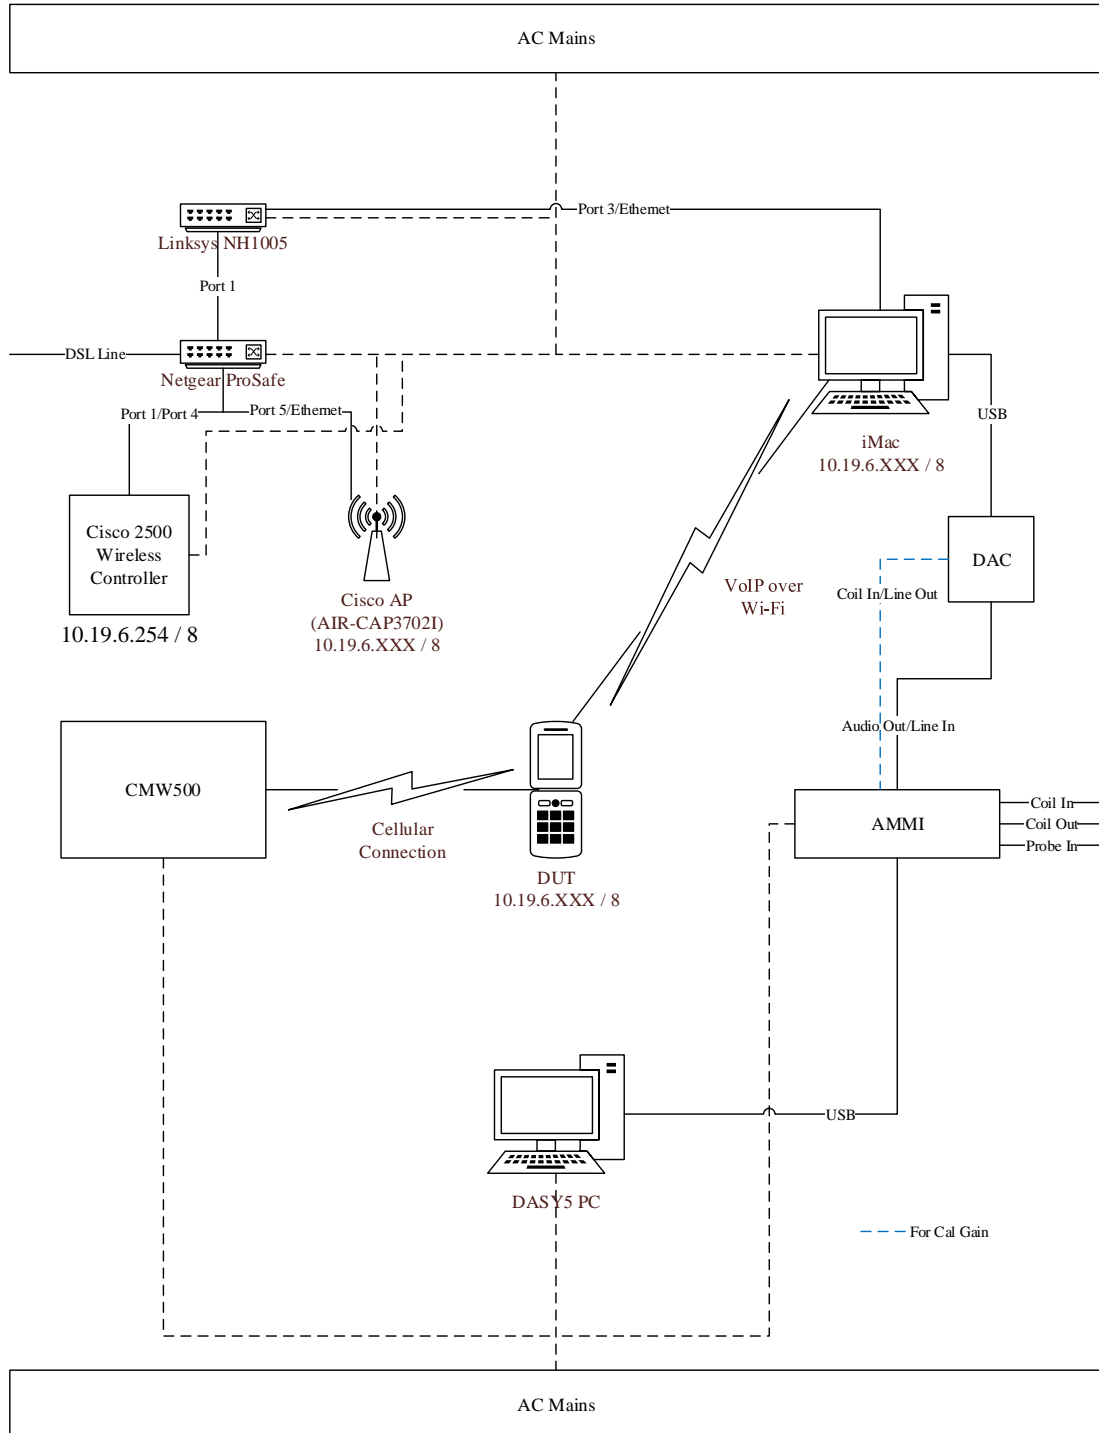 AC Mains
Port 3/Ethernet
Linksys NH1005
Port 1
DSL Line
Netgear ProSafe
Port 1/Port 4
Port 5/Ethernet
USB
iMac
10.19.6.XXX / 8
Cisco 2500
Wireless
Controller
10.19.6.254 / 8
Cisco AP
(AIR-CAP3702I)
10.19.6.XXX / 8
VoIP over
Wi-Fi
DAC
Coil In/Line Out
Audio Out/Line In
CMW500
Cellular
Connection
DUT
10.19.6.XXX / 8
AMMI
Coil In
Coil Out
Probe In
USB
DASY5 PC
For Cal Gain
AC Mains